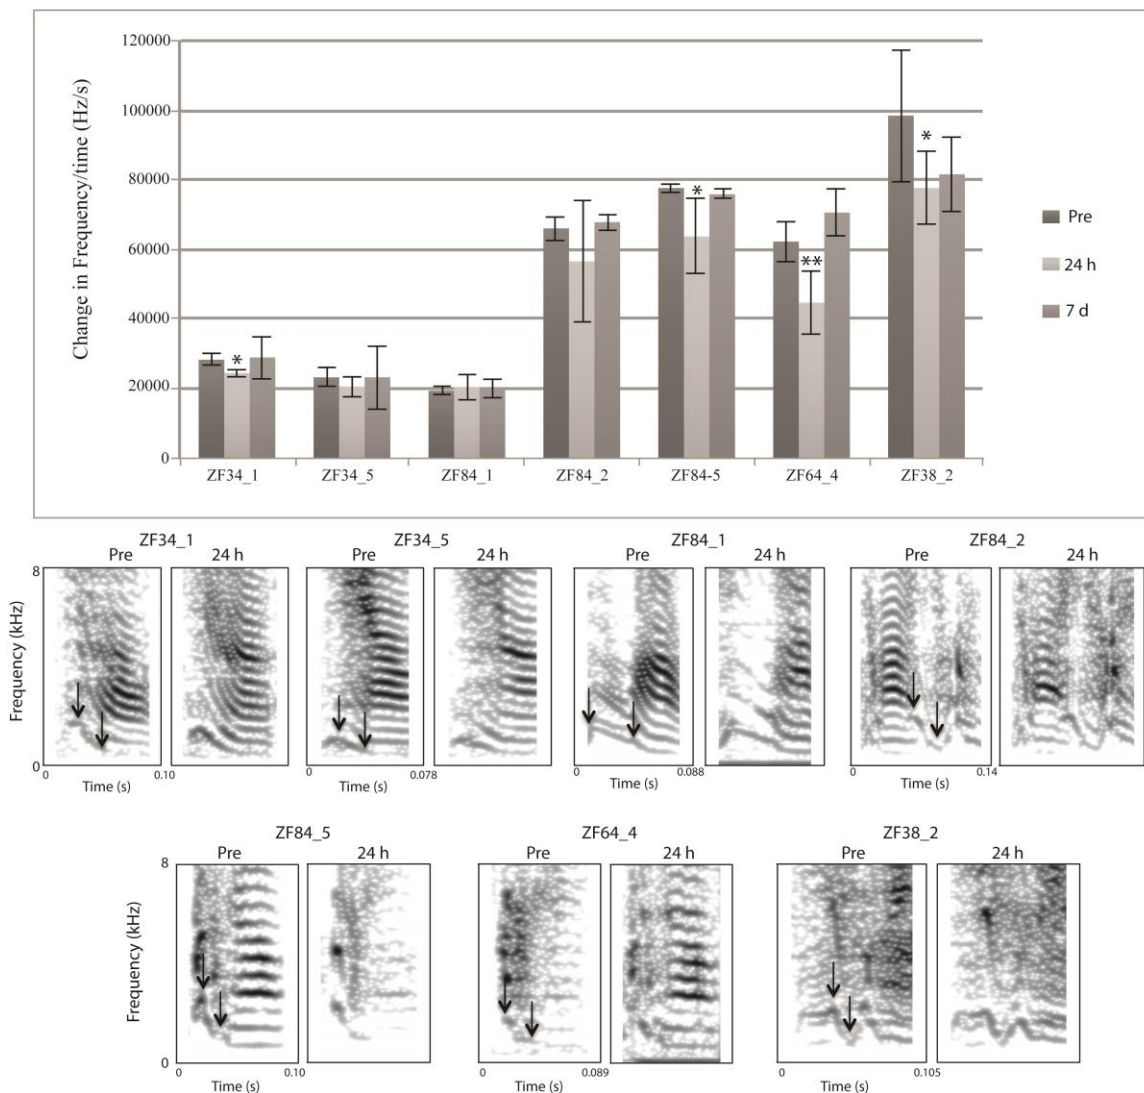 120000
100000
80000
60000
40000
20000
0
Change in Frequency/time (Hz/s)
*
*
**
*
Pre
24 h
7 d
ZF34_1 ZF34_5 ZF84_1 ZF84_2 ZF84-5 ZF64_4 ZF38_2
ZF34_1 ZF34_5 ZF84_1 ZF84_2
Pre 24 h Pre 24 h Pre 24 h Pre 24 h
8
Frequency (kHz)
0
0 0.10 0 0.078 0 0.088 0 0.14
Time (s) Time (s) Time (s) Time (s)
ZF84_5 ZF64_4 ZF38_2
Pre 24 h Pre 24 h Pre 24 h
8
Frequency (kHz)
0
0 0.10 0 0.089 0 0.105
Time (s) Time (s) Time (s)